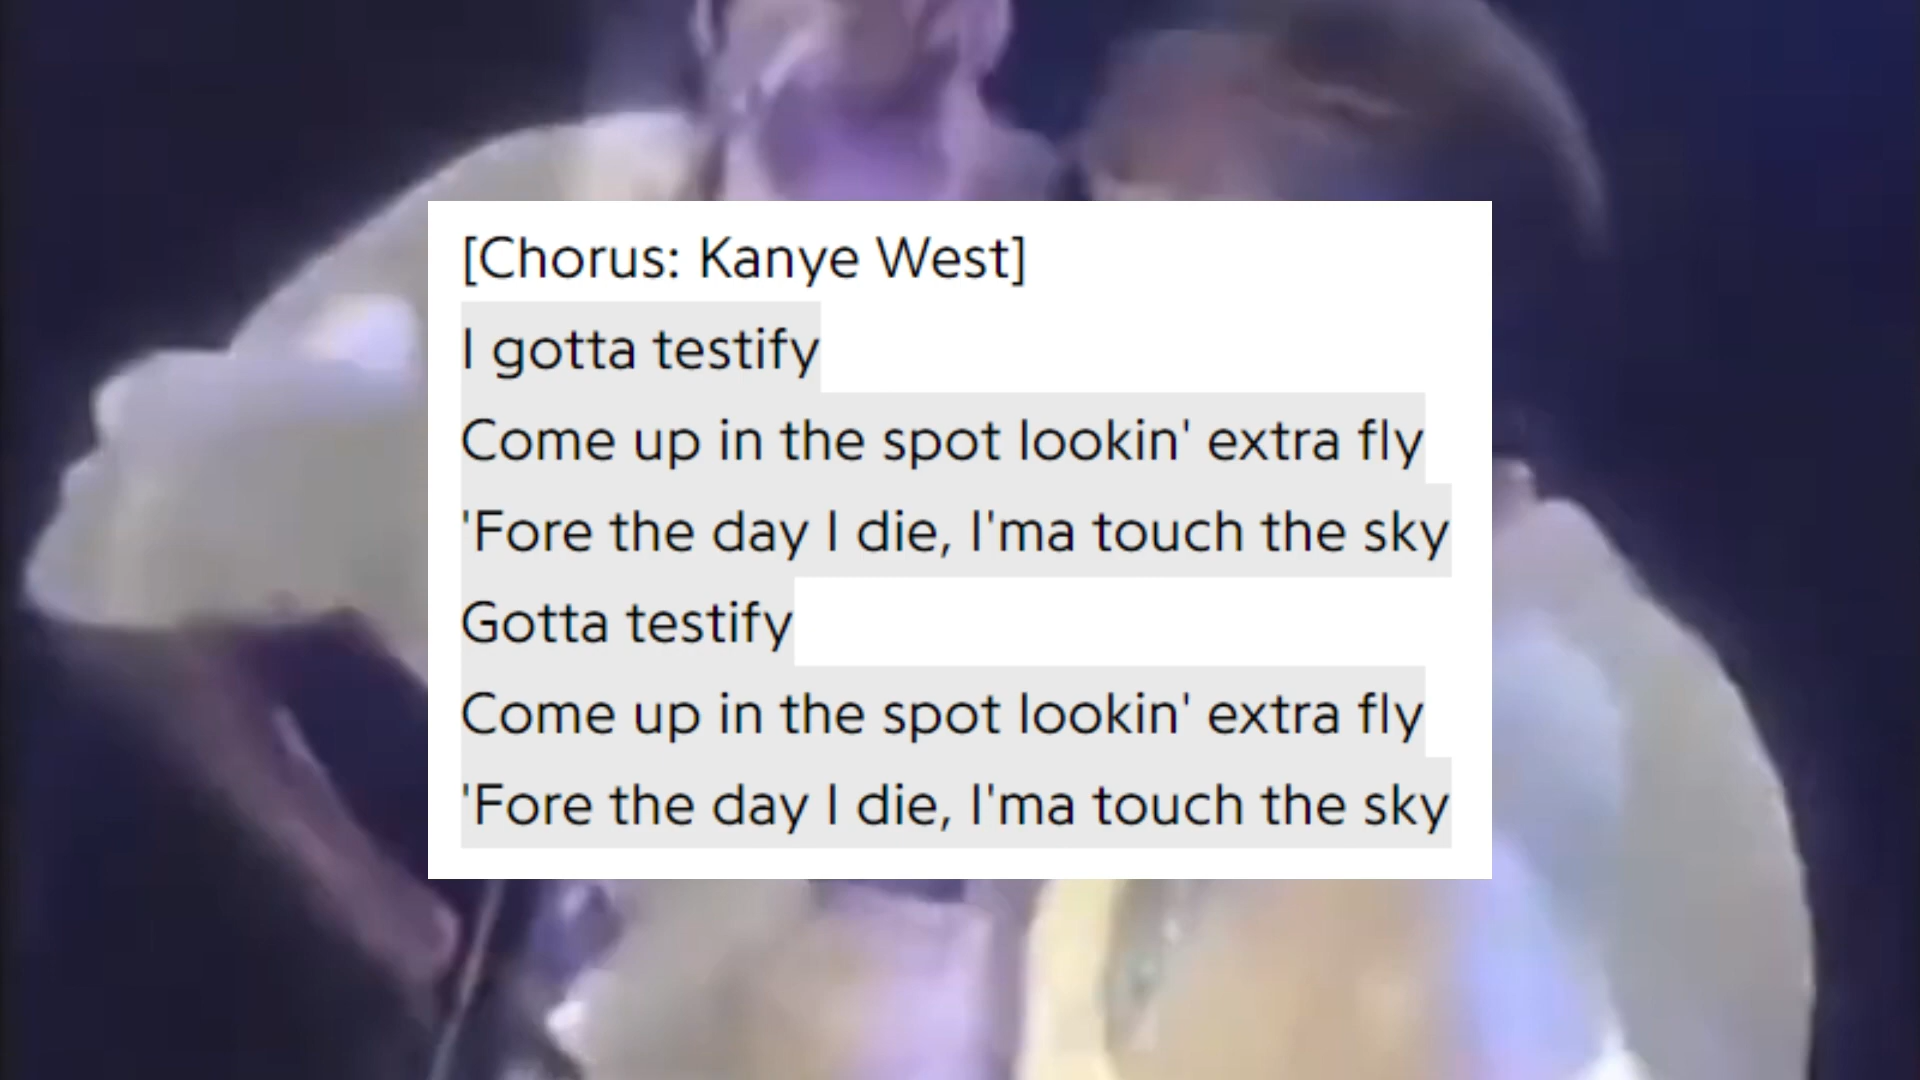 [Chorus: Kanye West]
I gotta testify
Come up in the spot lookin' extra fly
'Fore the day I die, I'ma touch the sky
Gotta testify
Come up in the spot lookin' extra fly
'Fore the day I die, I'ma touch the sky